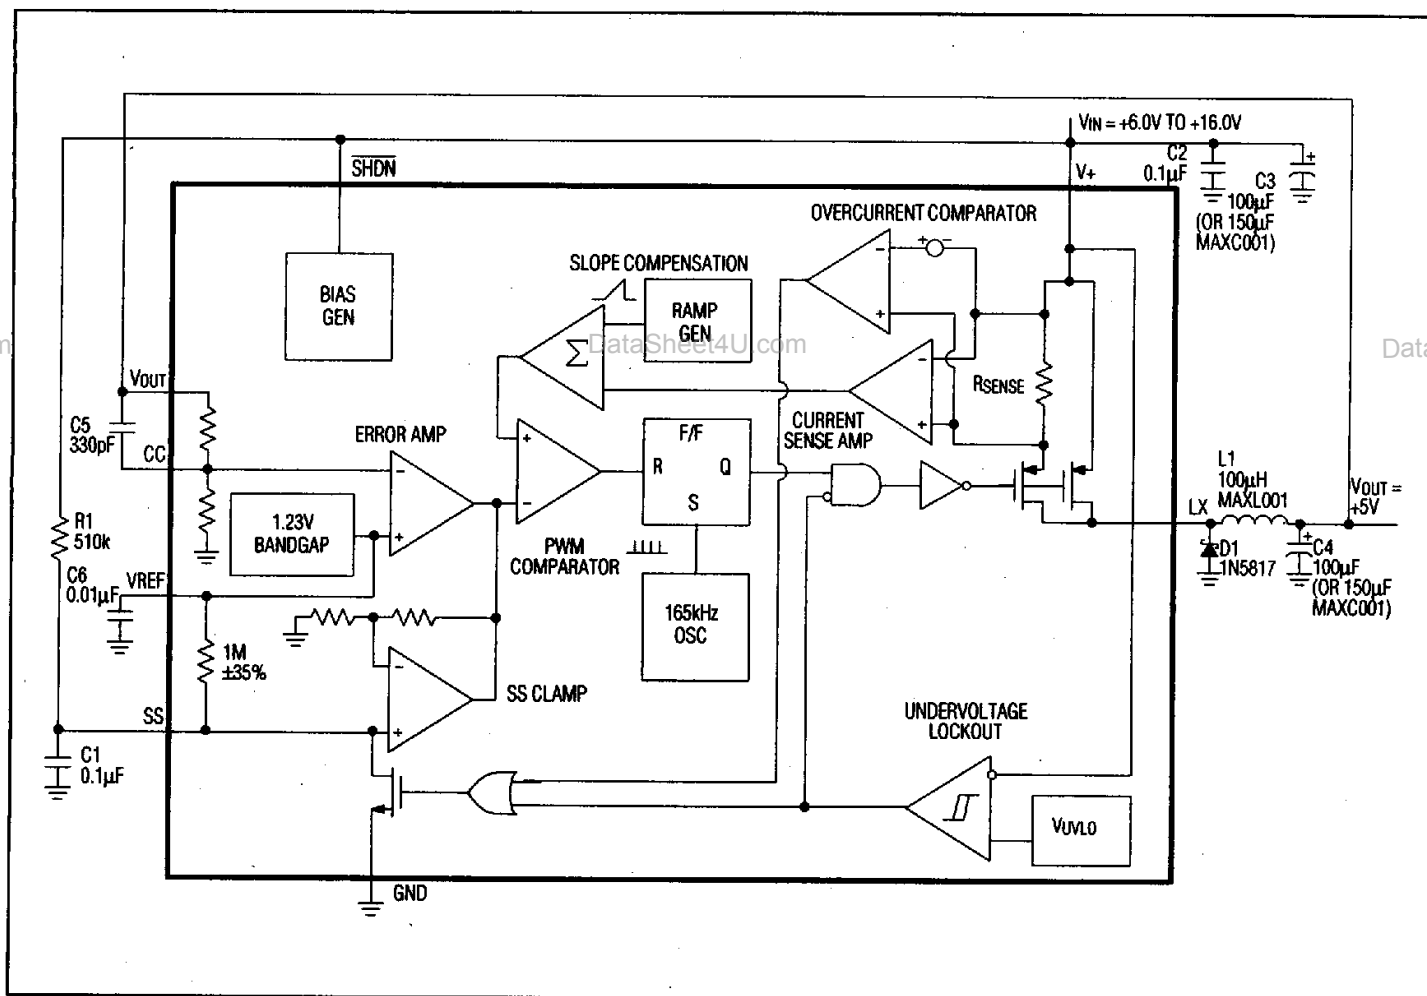 VIN = +6.0V TO +16.0V
SHDN
V+
C2
0.1µF
C3
100µF
(OR 150µF
MAXC001)
OVERCURRENT COMPARATOR
+ -
-
+
SLOPE COMPENSATION
BIAS
GEN
RAMP
GEN
Σ
DataSheet4U.com
m
Data
-
+
RSENSE
CURRENT
SENSE AMP
VOUT
C5
330pF
CC
ERROR AMP
-
+
+
-
F/F
R
Q
S
L1
100µH
MAXL001
VOUT =
+5V
LX
R1
510k
1.23V
BANDGAP
PWM
COMPARATOR
D1
1N5817
+
C4
100µF
(OR 150µF
MAXC001)
C6
0.01µF
VREF
165kHz
OSC
1M
±35%
-
+
SS CLAMP
SS
C1
0.1µF
UNDERVOLTAGE
LOCKOUT
VUVLO
GND